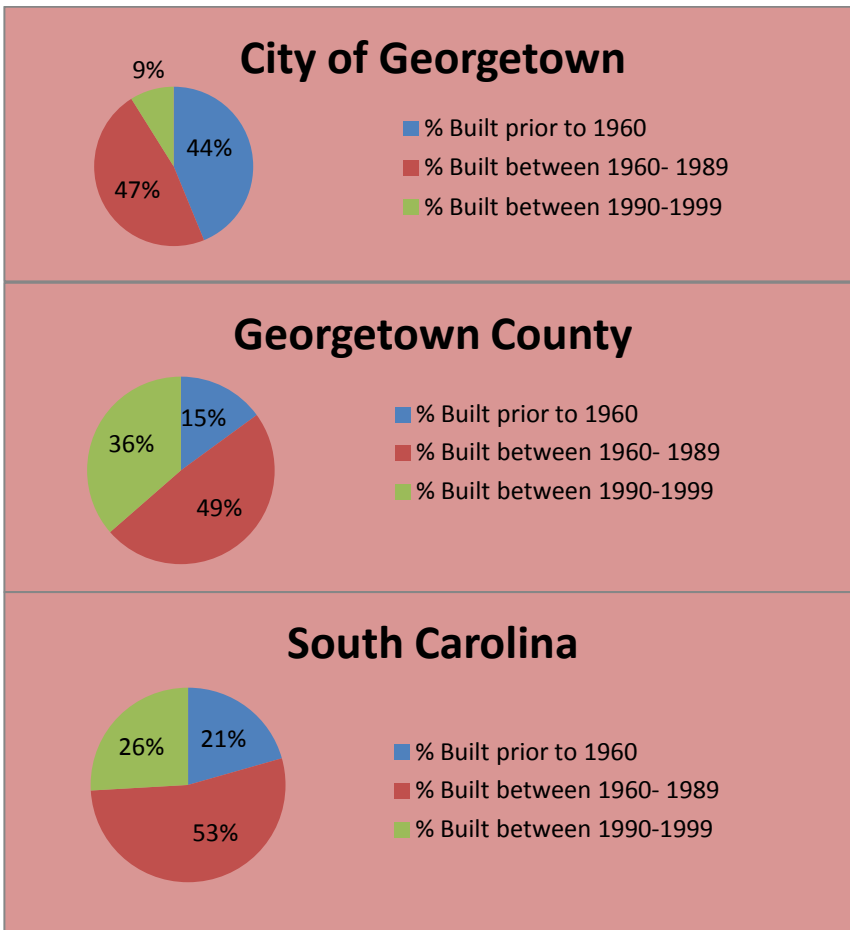 City of Georgetown
9%
44%
47%
% Built prior to 1960
% Built between 1960- 1989
% Built between 1990-1999
Georgetown County
15%
36%
49%
% Built prior to 1960
% Built between 1960- 1989
% Built between 1990-1999
South Carolina
26%
21%
53%
% Built prior to 1960
% Built between 1960- 1989
% Built between 1990-1999